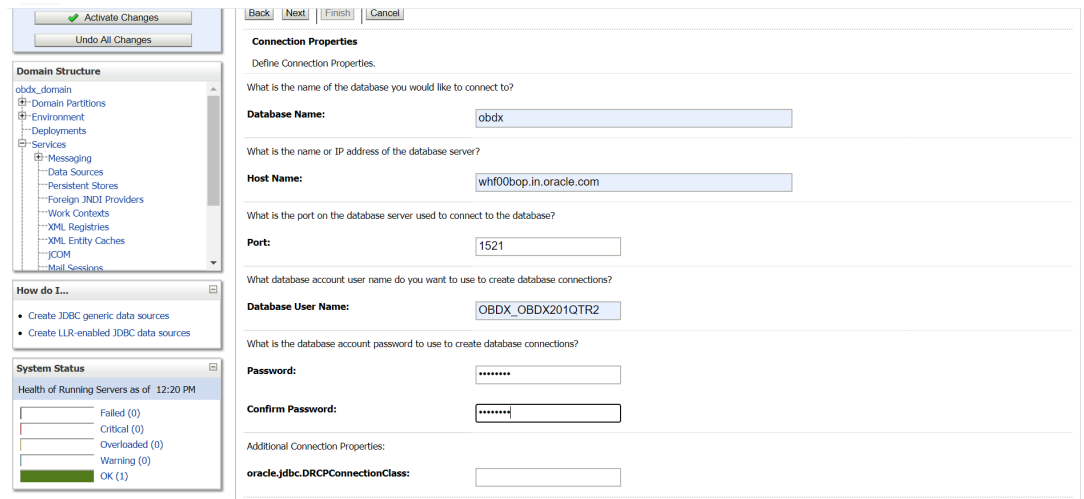 Activate Changes
Undo All Changes
Domain Structure
obdx_domain
Domain Partitions
Environment
Deployments
Services
Messaging
Data Sources
Persistent Stores
Foreign JNDI Providers
Work Contexts
XML Registries
XML Entity Caches
jCOM
Mail Sessions
How do I...
Create JDBC generic data sources
Create LLR-enabled JDBC data sources
System Status
Health of Running Servers as of 12:20 PM
Failed (0)
Critical (0)
Overloaded (0)
Warning (0)
OK (1)
Back Next Finish Cancel
Connection Properties
Define Connection Properties.
What is the name of the database you would like to connect to?
Database Name: obdx
What is the name or IP address of the database server?
Host Name: whf00bop.in.oracle.com
What is the port on the database server used to connect to the database?
Port: 1521
What database account user name do you want to use to create database connections?
Database User Name: OBDX_OBDX201QTR2
What is the database account password to use to create database connections?
Password: ••••••••
Confirm Password: ••••••••
Additional Connection Properties:
oracle.jdbc.DRCPConnectionClass: